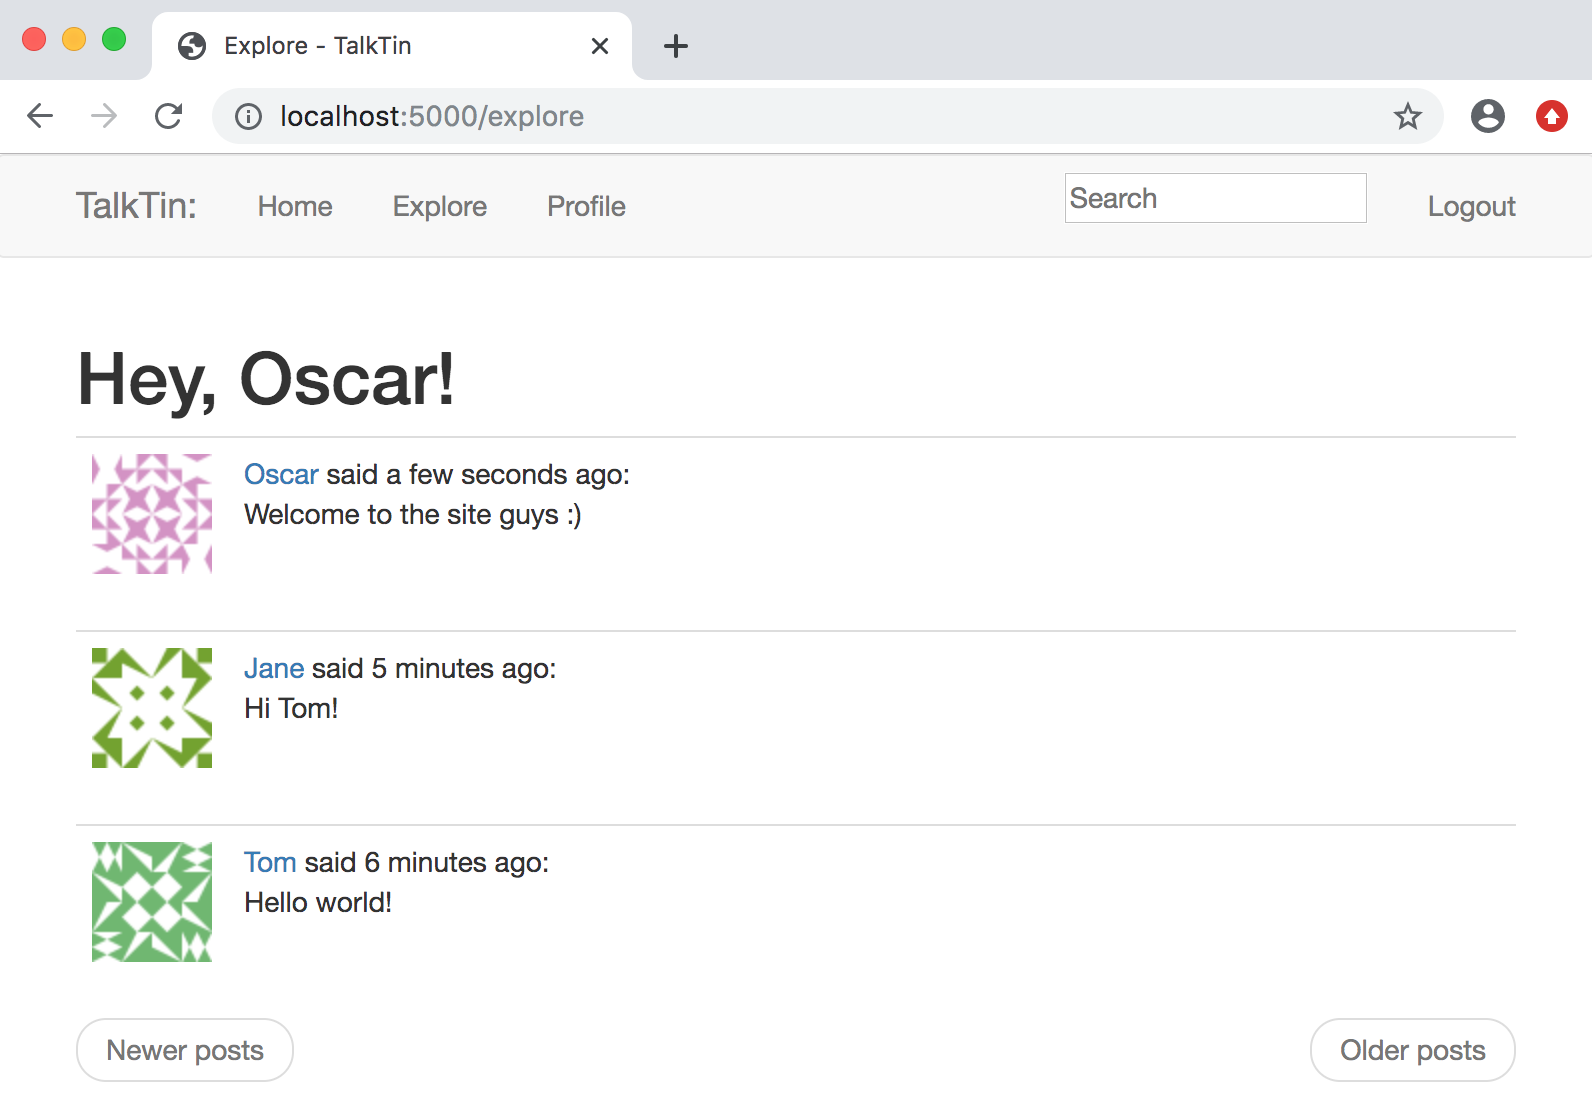 Explore - TalkTin
localhost:5000/explore
TalkTin: Home Explore Profile Search Logout
Hey, Oscar!
Oscar said a few seconds ago:
Welcome to the site guys :)
Jane said 5 minutes ago:
Hi Tom!
Tom said 6 minutes ago:
Hello world!
Newer posts Older posts